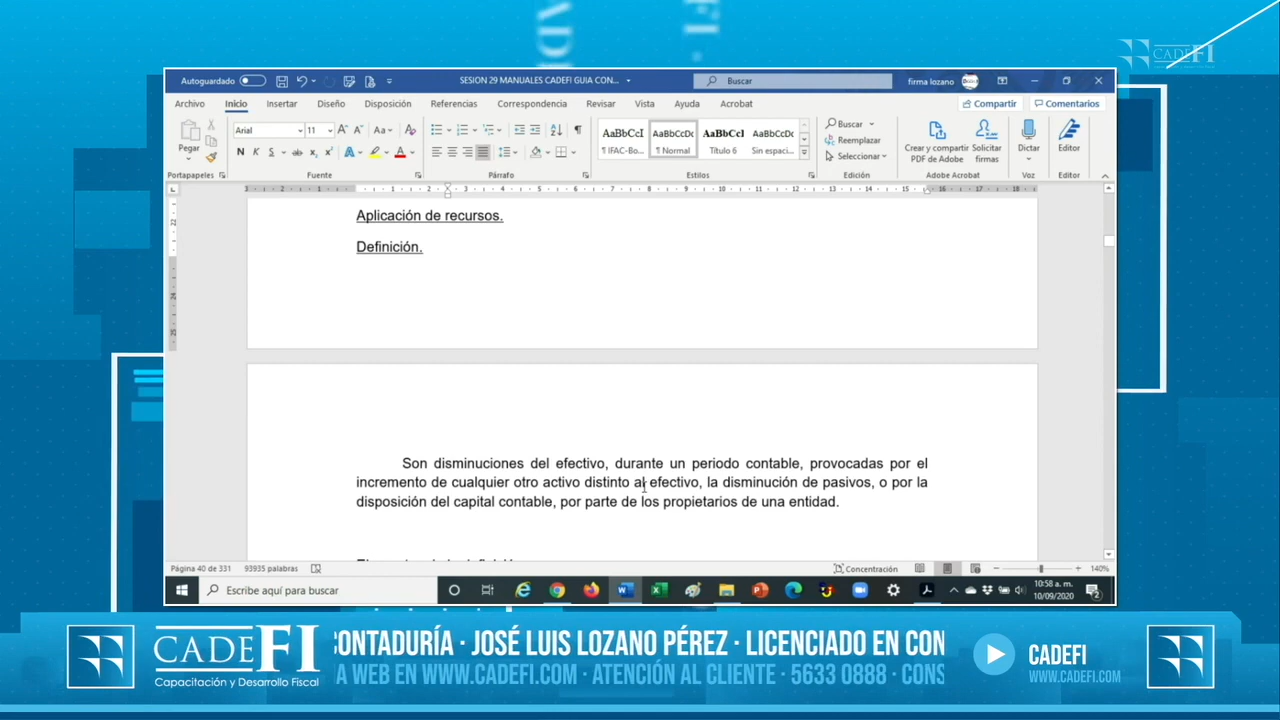 CADEFI
Autoguardado
SESION 29 MANUALES CADEFI GUIA CON...
Buscar
firma lozano
Archivo Inicio Insertar Diseño Disposición Referencias Correspondencia Revisar Vista Ayuda Acrobat
Compartir Comentarios
Pegar
Arial 11
N K S
AaBbCcI AaBbCcDc AaBbCcI AaBbCcDc
¶ IFAC-Bo... ¶ Normal Título 6 Sin espaci...
Buscar
Reemplazar
Seleccionar
Crear y compartir PDF de Adobe
Solicitar firmas
Dictar
Editor
Portapapeles Fuente Párrafo Estilos Edición Adobe Acrobat Voz Editor
Aplicación de recursos.
Definición.
Son disminuciones del efectivo, durante un periodo contable, provocadas por el
incremento de cualquier otro activo distinto al efectivo, la disminución de pasivos, o por la
disposición del capital contable, por parte de los propietarios de una entidad.
Página 40 de 331 93935 palabras
Concentración
140%
Escribe aquí para buscar
10:58 a. m.
10/09/2020
CADEFI
Capacitación y Desarrollo Fiscal
CONTADURÍA · JOSÉ LUIS LOZANO PÉREZ · LICENCIADO EN CON
A WEB EN WWW.CADEFI.COM · ATENCIÓN AL CLIENTE · 5633 0888 · CONS
CADEFI
WWW.CADEFI.COM